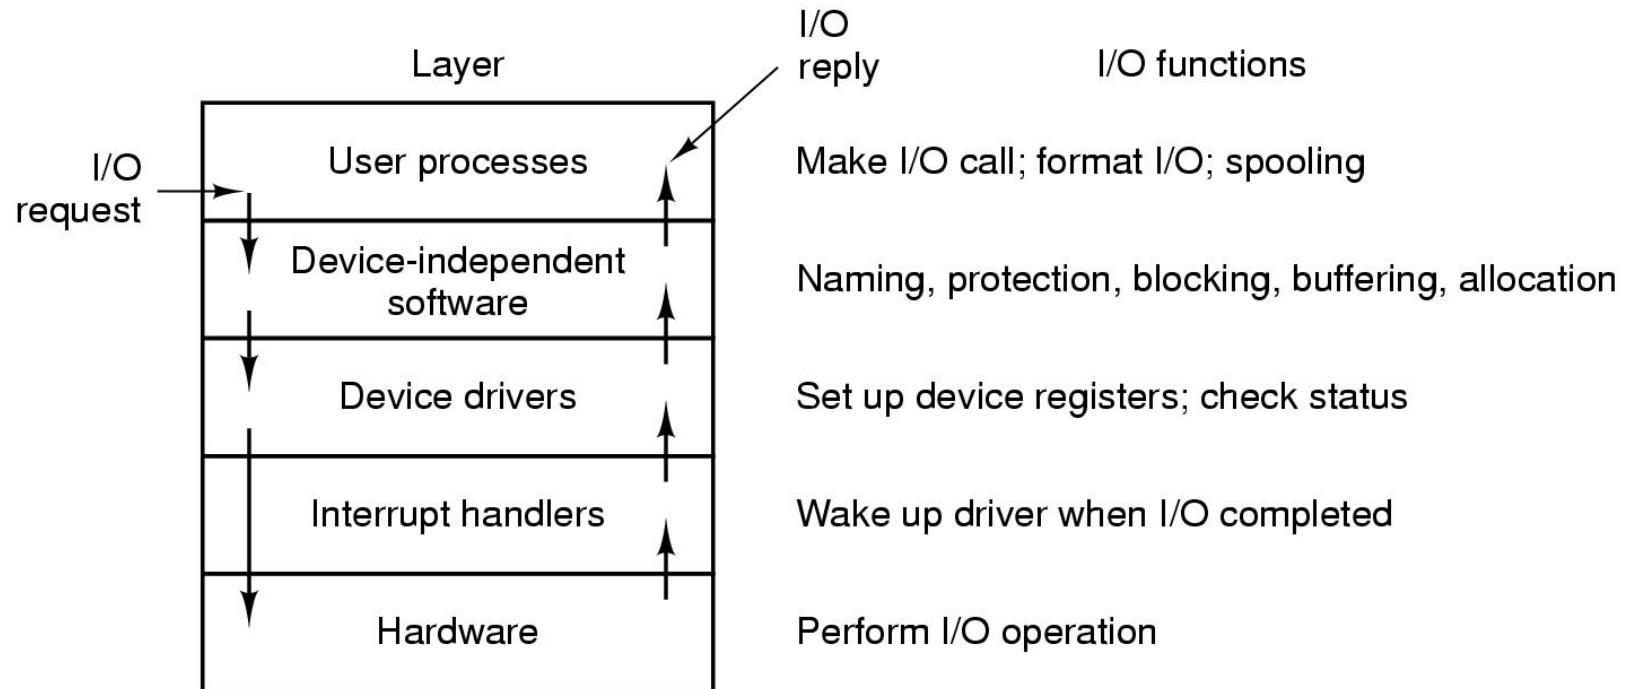 I/O
reply
Layer
I/O functions
I/O
request
User processes
Make I/O call; format I/O; spooling
Device-independent
software
Naming, protection, blocking, buffering, allocation
Device drivers
Set up device registers; check status
Interrupt handlers
Wake up driver when I/O completed
Hardware
Perform I/O operation